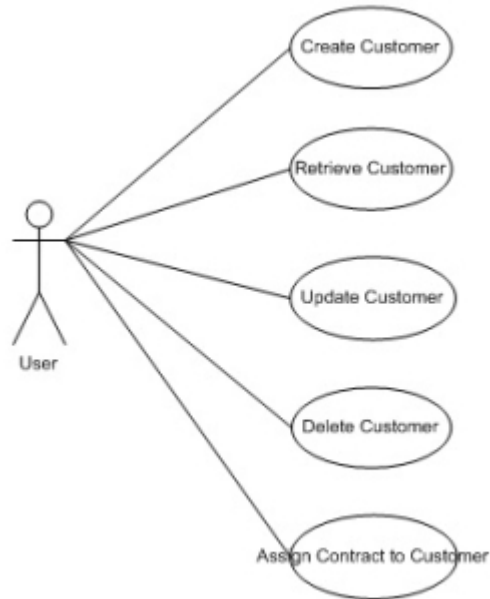 Create Customer
Retrieve Customer
Update Customer
User
Delete Customer
Assign Contract to Customer